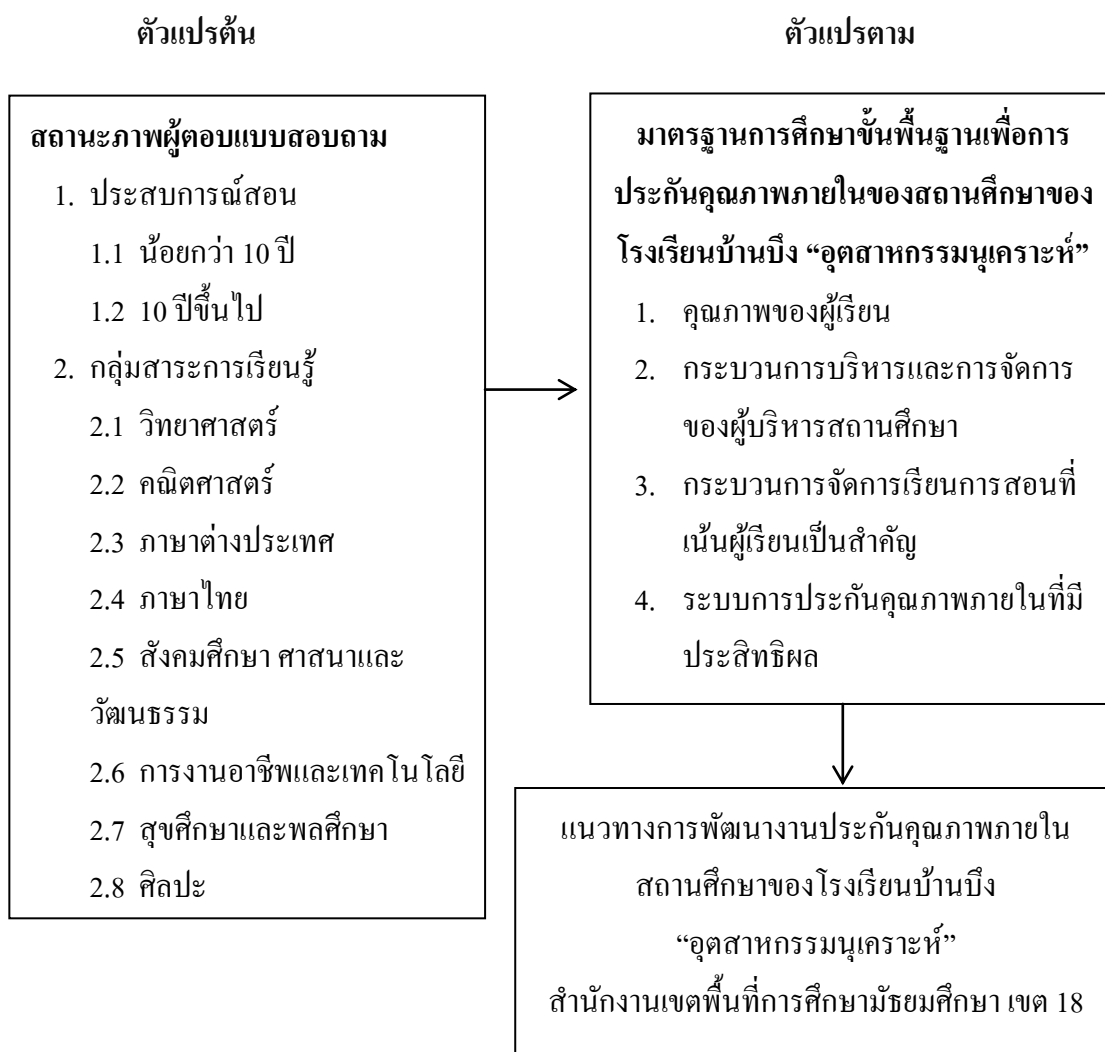 ตัวแปรต้น
ตัวแปรตาม
สถานะภาพผู้ตอบแบบสอบถาม
1. ประสบการณ์สอน
1.1 น้อยกว่า 10 ปี
1.2 10 ปีขึ้นไป
2. กลุ่มสาระการเรียนรู้
2.1 วิทยาศาสตร์
2.2 คณิตศาสตร์
2.3 ภาษาต่างประเทศ
2.4 ภาษาไทย
2.5 สังคมศึกษา ศาสนาและ
วัฒนธรรม
2.6 การงานอาชีพและเทคโนโลยี
2.7 สุขศึกษาและพลศึกษา
2.8 ศิลปะ
มาตรฐานการศึกษาขั้นพื้นฐานเพื่อการ
ประกันคุณภาพภายในของสถานศึกษาของ
โรงเรียนบ้านบึง “อุตสาหกรรมนุเคราะห์”
1. คุณภาพของผู้เรียน
2. กระบวนการบริหารและการจัดการ
ของผู้บริหารสถานศึกษา
3. กระบวนการจัดการเรียนการสอนที่
เน้นผู้เรียนเป็นสำคัญ
4. ระบบการประกันคุณภาพภายในที่มี
ประสิทธิผล
แนวทางการพัฒนางานประกันคุณภาพภายใน
สถานศึกษาของโรงเรียนบ้านบึง
“อุตสาหกรรมนุเคราะห์”
สำนักงานเขตพื้นที่การศึกษามัธยมศึกษา เขต 18